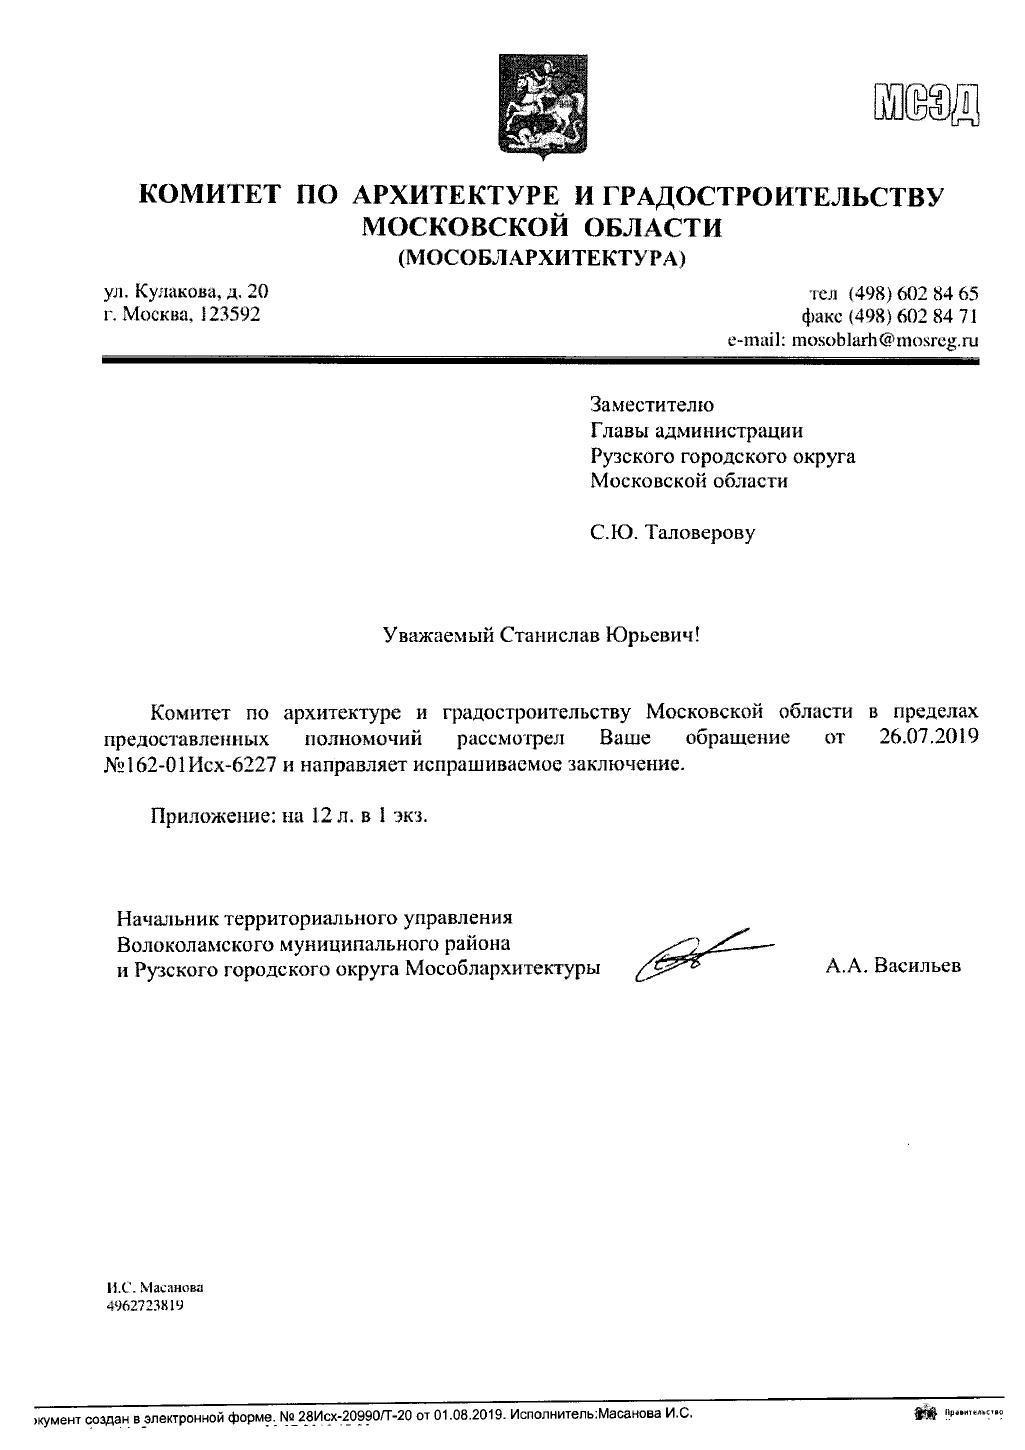 МСЭД
КОМИТЕТ ПО АРХИТЕКТУРЕ И ГРАДОСТРОИТЕЛЬСТВУ
МОСКОВСКОЙ ОБЛАСТИ
(МОСОБЛАРХИТЕКТУРА)
ул. Кулакова, д. 20
г. Москва, 123592
тел (498) 602 84 65
факс (498) 602 84 71
e-mail: mosoblarh@mosreg.ru
Заместителю
Главы администрации
Рузского городского округа
Московской области
С.Ю. Таловерову
Уважаемый Станислав Юрьевич!
Комитет по архитектуре и градостроительству Московской области в пределах
предоставленных полномочий рассмотрел Ваше обращение от 26.07.2019
№162-01Исх-6227 и направляет испрашиваемое заключение.
Приложение: на 12 л. в 1 экз.
Начальник территориального управления
Волоколамского муниципального района
и Рузского городского округа Мособлархитектуры
А.А. Васильев
И.С. Масанова
4962723819
окумент создан в электронной форме. № 28Исх-20990/Т-20 от 01.08.2019. Исполнитель:Масанова И.С.
Правительство